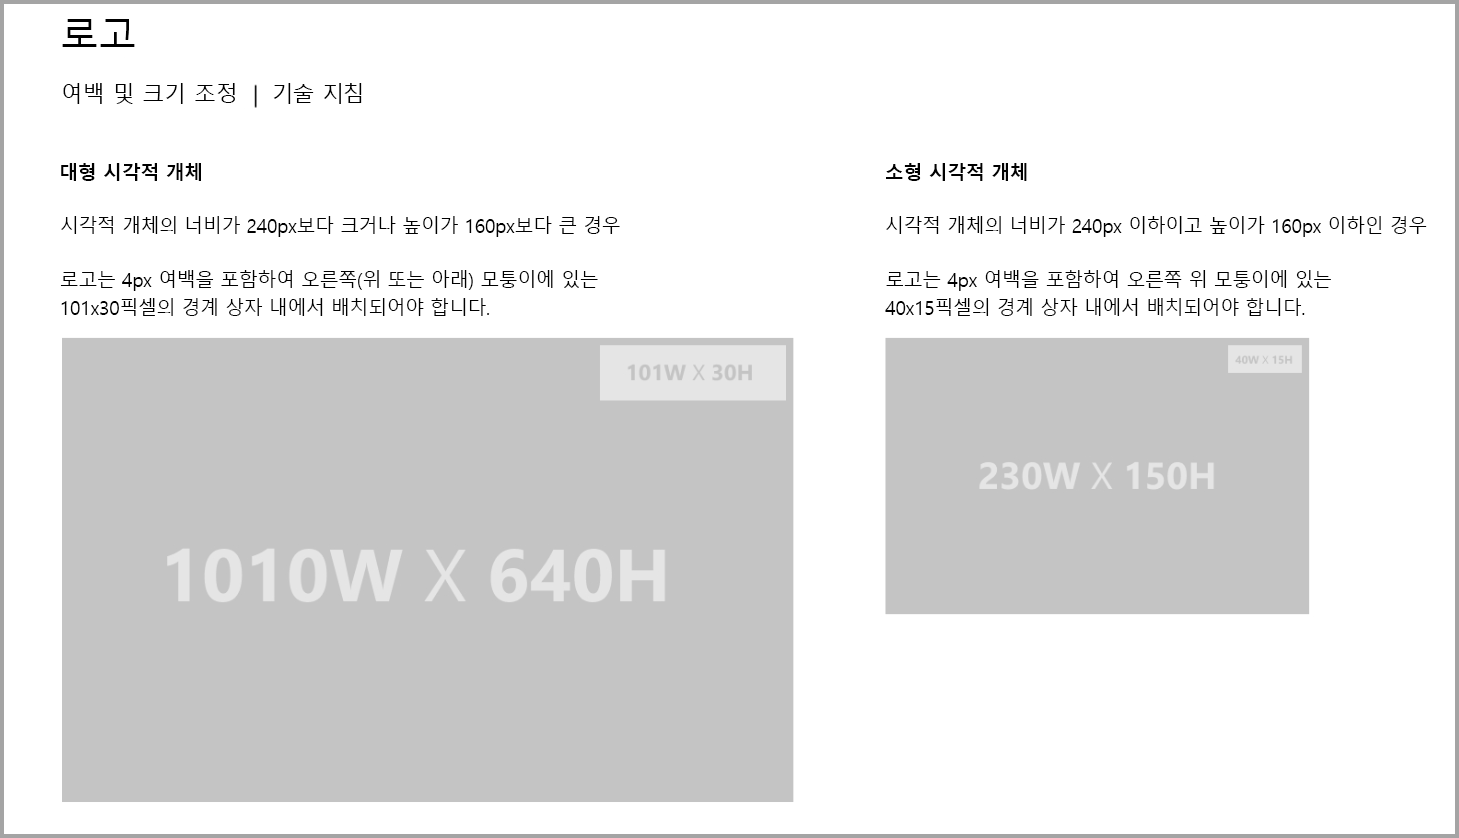 로고
여백 및 크기 조정 | 기술 지침
대형 시각적 개체
시각적 개체의 너비가 240px보다 크거나 높이가 160px보다 큰 경우
로고는 4px 여백을 포함하여 오른쪽(위 또는 아래) 모퉁이에 있는
101x30픽셀의 경계 상자 내에서 배치되어야 합니다.
101W X 30H
1010W X 640H
소형 시각적 개체
시각적 개체의 너비가 240px 이하이고 높이가 160px 이하인 경우
로고는 4px 여백을 포함하여 오른쪽 위 모퉁이에 있는
40x15픽셀의 경계 상자 내에서 배치되어야 합니다.
40W X 15H
230W X 150H